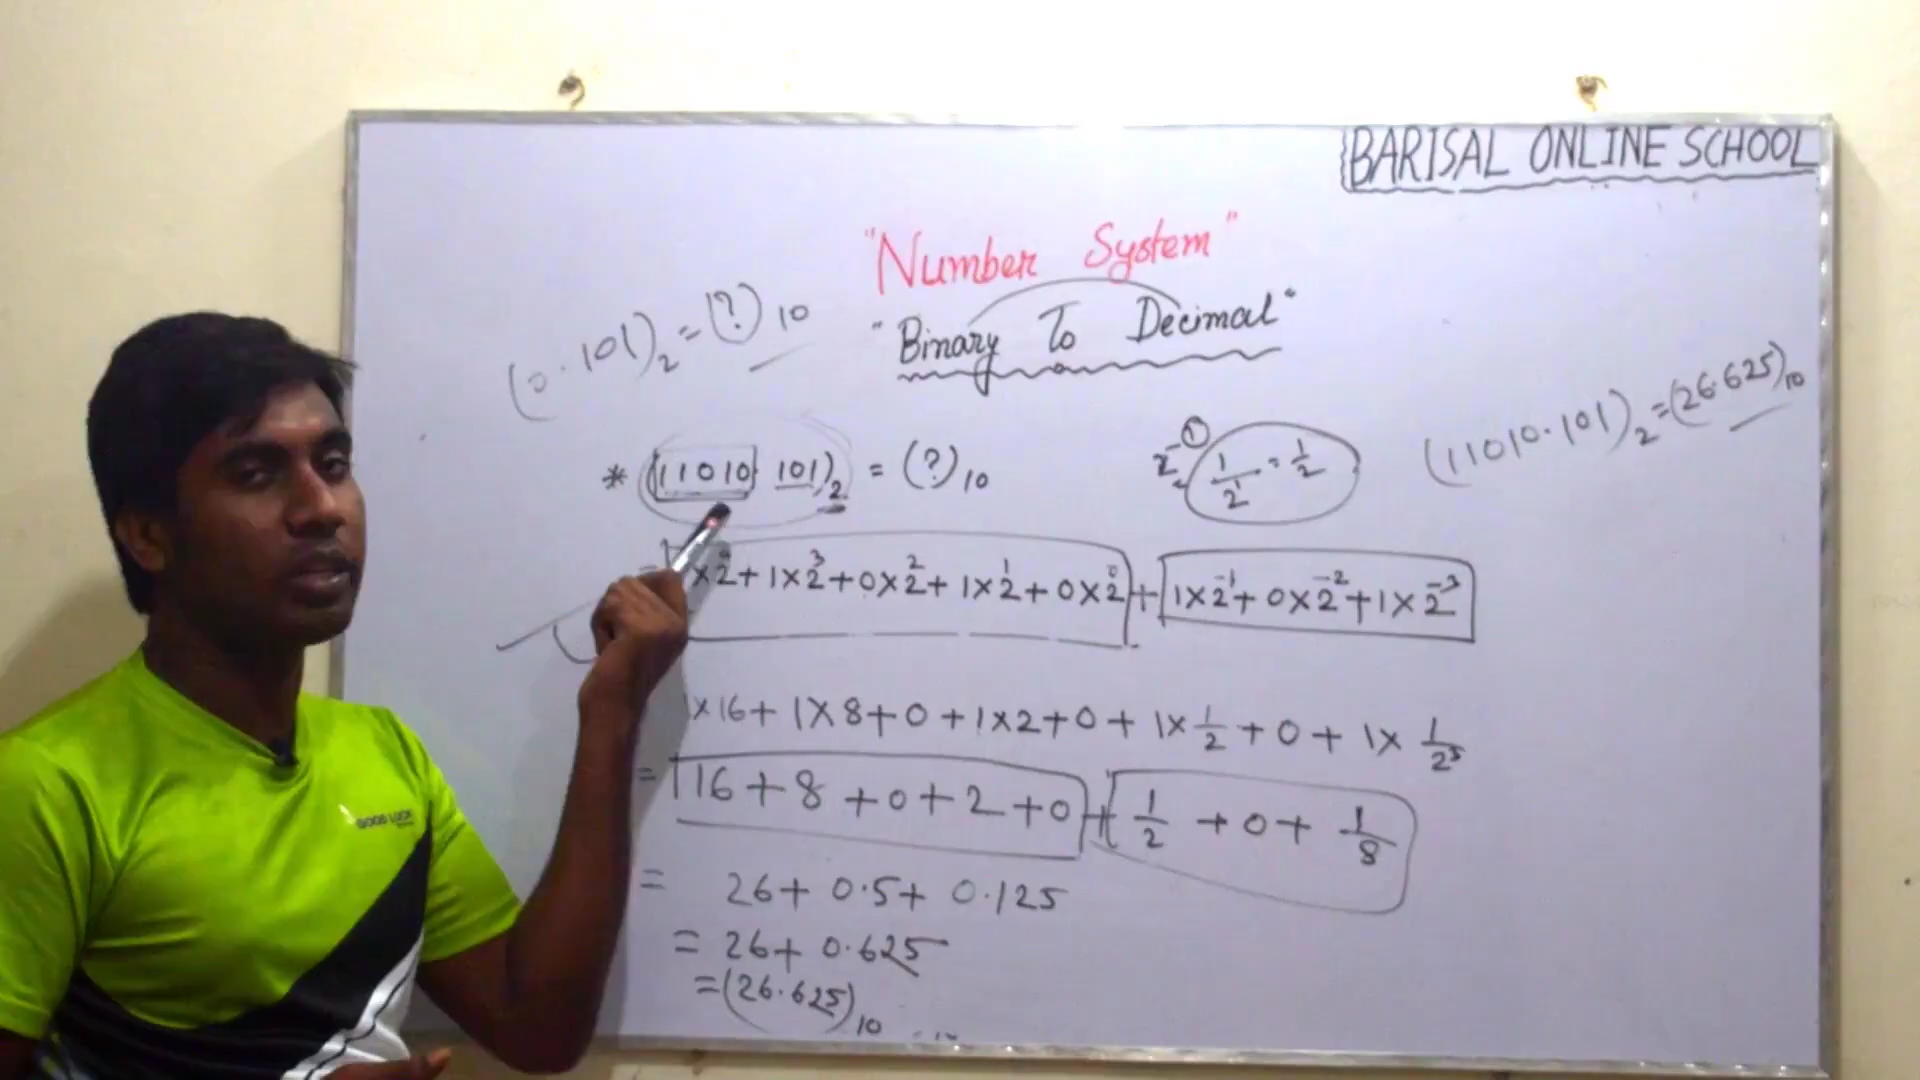 BARISAL ONLINE SCHOOL
"Number System"
"Binary To Decimal"
(0.101)₂ = (?)₁₀
(11010.101)₂ = (26.625)₁₀
* (11010 101)₂ = (?)₁₀
2⁻¹ 1/2¹ = 1/2
= ×2⁴ + 1×2³ + 0×2² + 1×2¹ + 0×2⁰ + 1×2⁻¹ + 0×2⁻² + 1×2⁻³
1×16 + 1×8 + 0 + 1×2 + 0 + 1×1/2 + 0 + 1×1/2³
= 16 + 8 + 0 + 2 + 0 + 1/2 + 0 + 1/8
= 26 + 0.5 + 0.125
= 26 + 0.625
= (26.625)₁₀
GOOD LUCK